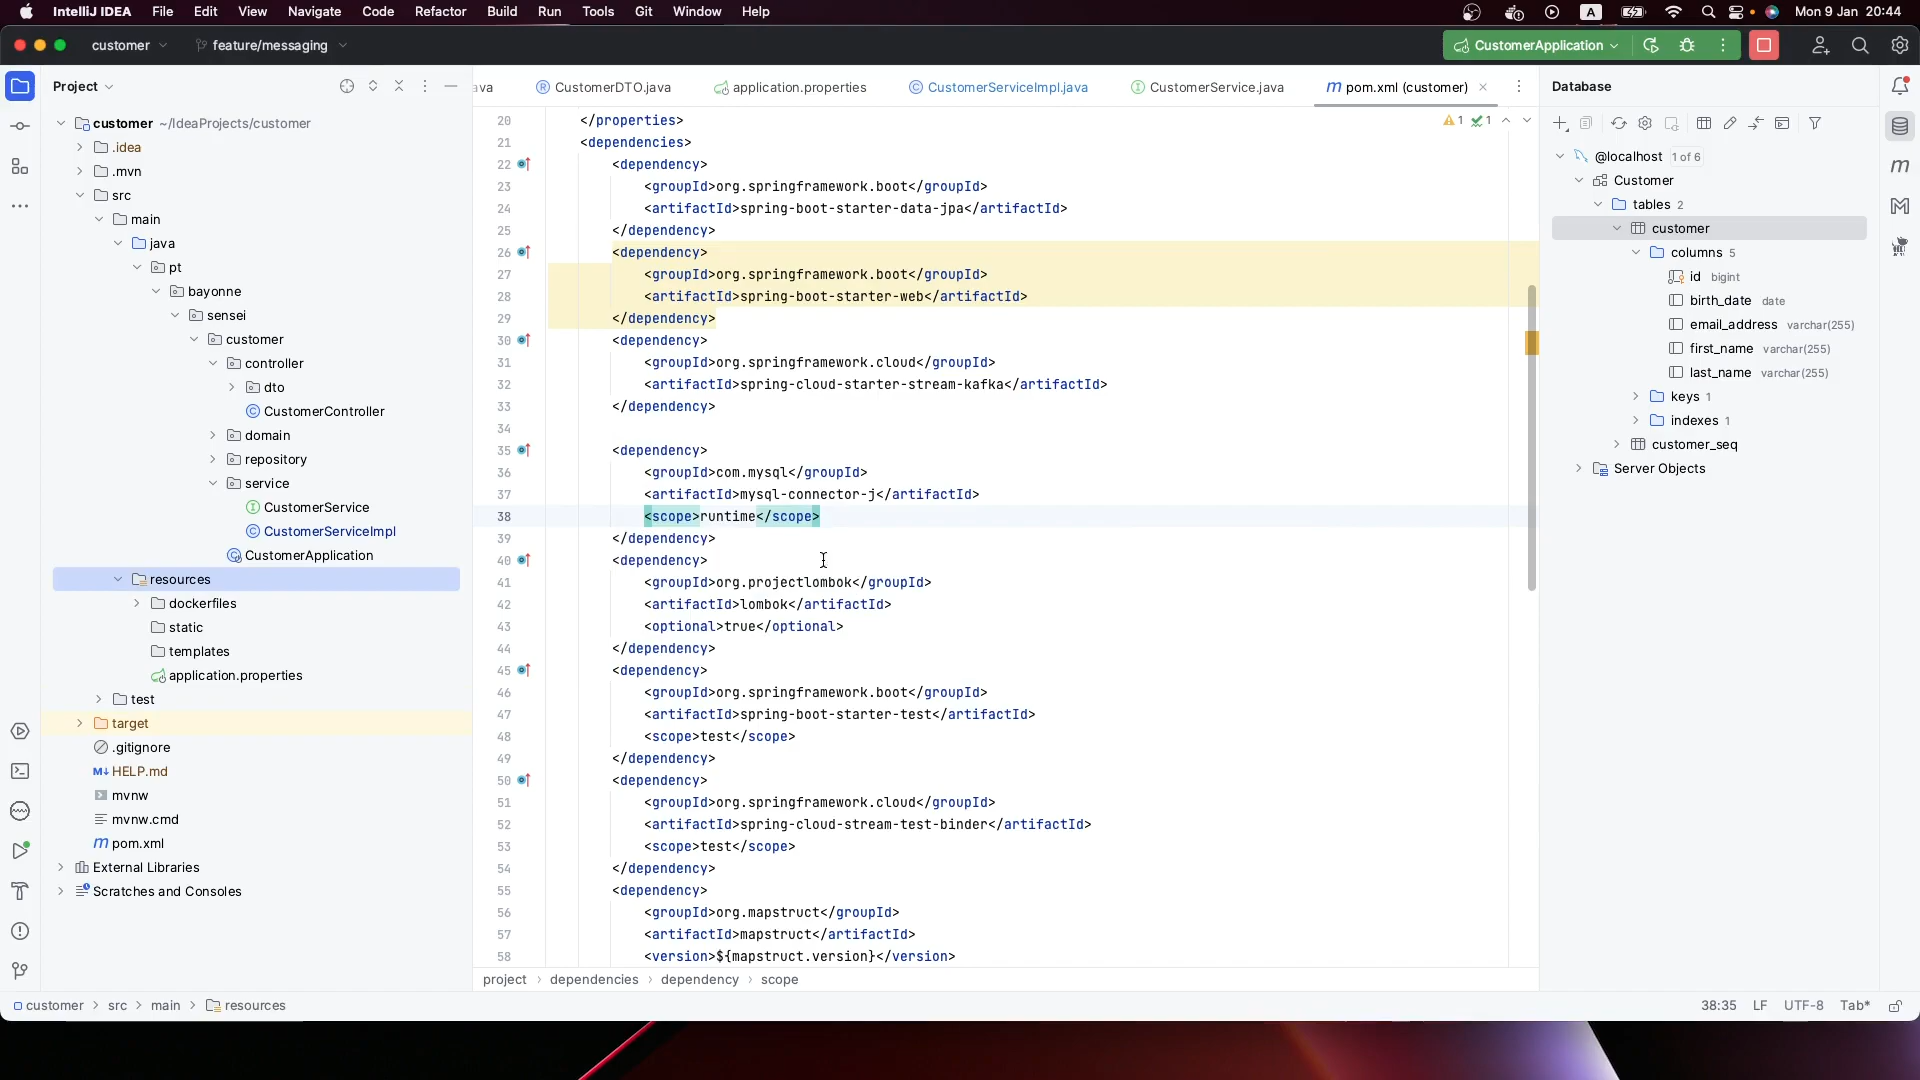 IntelliJ IDEA File Edit View Navigate Code Refactor Build Run Tools Git Window Help A Mon 9 Jan 20:44
customer feature/messaging CustomerApplication
Project
customer ~/IdeaProjects/customer
.idea
.mvn
src
main
java
pt
bayonne
sensei
customer
controller
dto
CustomerController
domain
repository
service
CustomerService
CustomerServiceImpl
CustomerApplication
resources
dockerfiles
static
templates
application.properties
test
target
.gitignore
M↓ HELP.md
mvnw
mvnw.cmd
m pom.xml
External Libraries
Scratches and Consoles
ava CustomerDTO.java application.properties CustomerServiceImpl.java CustomerService.java m pom.xml (customer)
1 1
20 </properties>
21 <dependencies>
22 <dependency>
23 <groupId>org.springframework.boot</groupId>
24 <artifactId>spring-boot-starter-data-jpa</artifactId>
25 </dependency>
26 <dependency>
27 <groupId>org.springframework.boot</groupId>
28 <artifactId>spring-boot-starter-web</artifactId>
29 </dependency>
30 <dependency>
31 <groupId>org.springframework.cloud</groupId>
32 <artifactId>spring-cloud-starter-stream-kafka</artifactId>
33 </dependency>
34
35 <dependency>
36 <groupId>com.mysql</groupId>
37 <artifactId>mysql-connector-j</artifactId>
38 <scope>runtime</scope>
39 </dependency>
40 <dependency>
41 <groupId>org.projectlombok</groupId>
42 <artifactId>lombok</artifactId>
43 <optional>true</optional>
44 </dependency>
45 <dependency>
46 <groupId>org.springframework.boot</groupId>
47 <artifactId>spring-boot-starter-test</artifactId>
48 <scope>test</scope>
49 </dependency>
50 <dependency>
51 <groupId>org.springframework.cloud</groupId>
52 <artifactId>spring-cloud-stream-test-binder</artifactId>
53 <scope>test</scope>
54 </dependency>
55 <dependency>
56 <groupId>org.mapstruct</groupId>
57 <artifactId>mapstruct</artifactId>
58 <version>${mapstruct.version}</version>
project › dependencies › dependency › scope
Database
@localhost 1 of 6
Customer
tables 2
customer
columns 5
id bigint
birth_date date
email_address varchar(255)
first_name varchar(255)
last_name varchar(255)
keys 1
indexes 1
customer_seq
Server Objects
m
customer > src > main > resources 38:35 LF UTF-8 Tab*